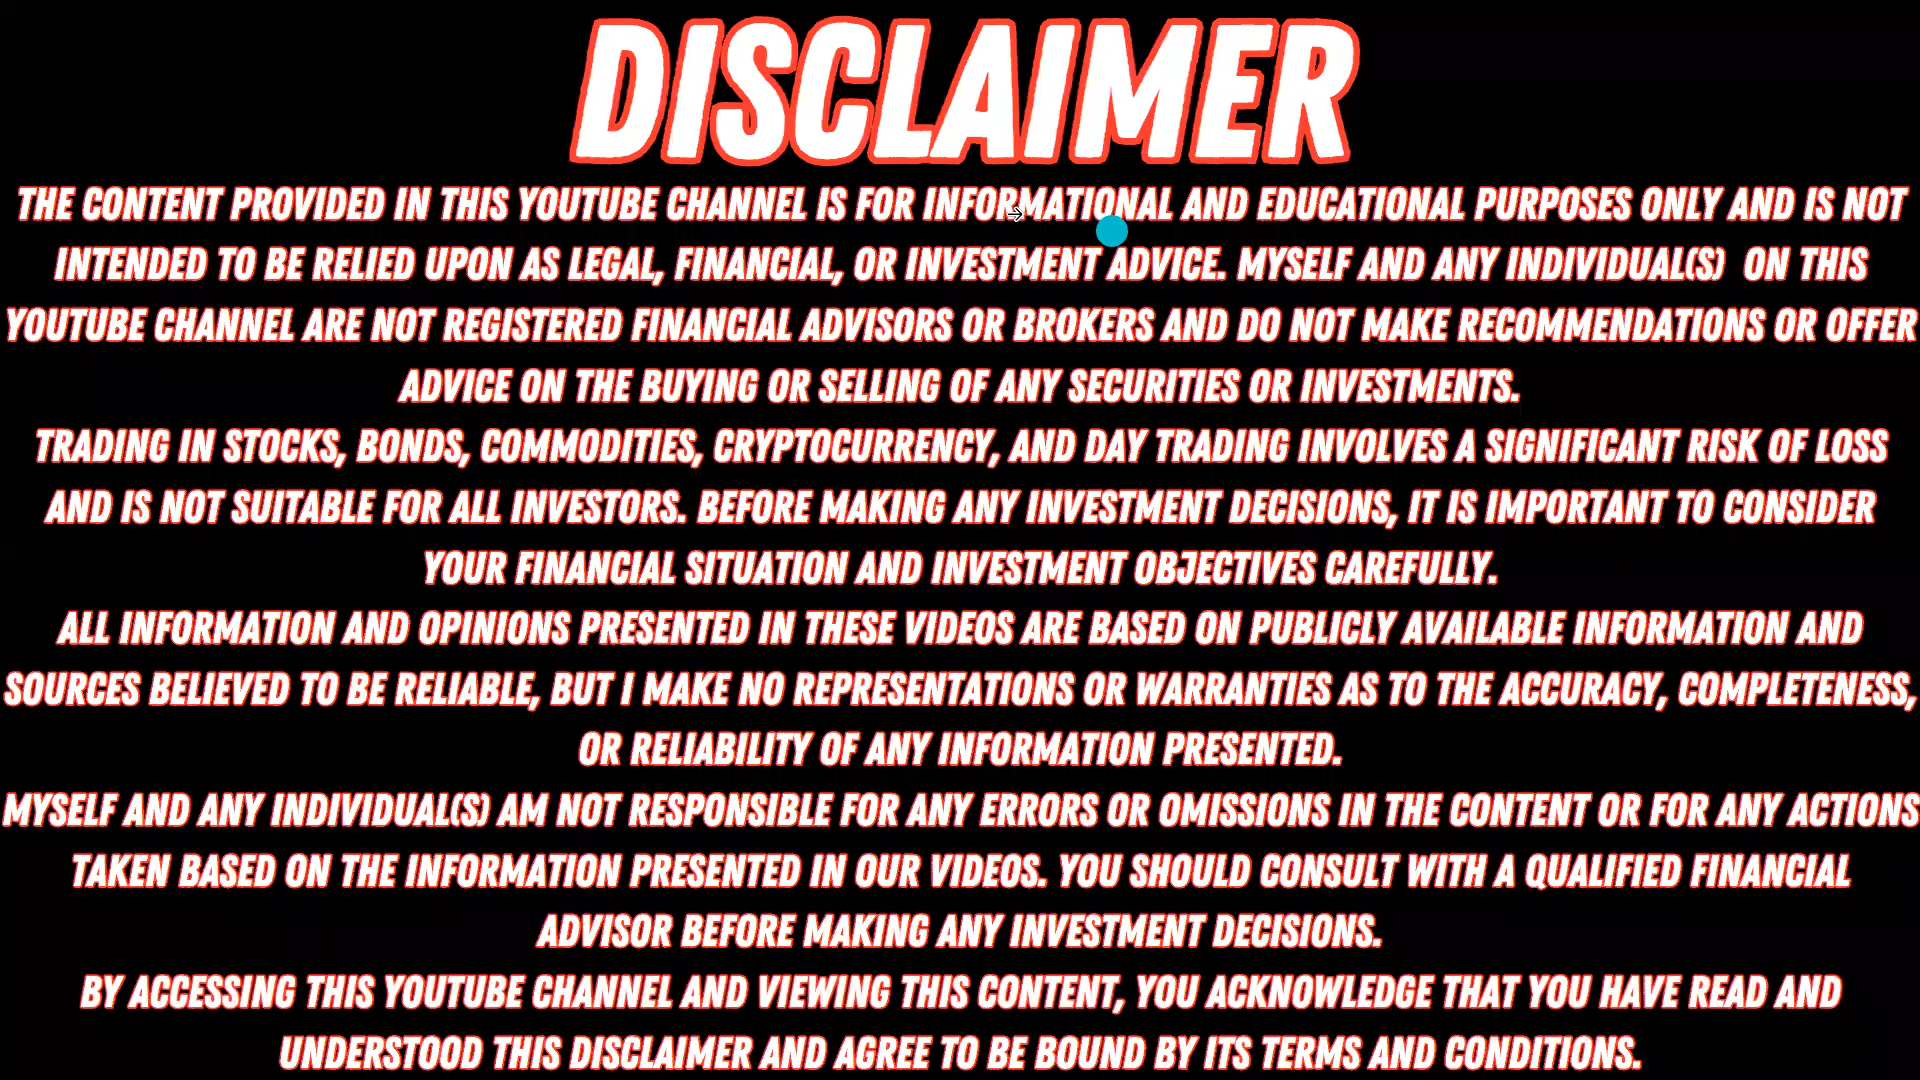 DISCLAIMER
THE CONTENT PROVIDED IN THIS YOUTUBE CHANNEL IS FOR INFORMATIONAL AND EDUCATIONAL PURPOSES ONLY AND IS NOT
INTENDED TO BE RELIED UPON AS LEGAL, FINANCIAL, OR INVESTMENT ADVICE. MYSELF AND ANY INDIVIDUAL(S) ON THIS
YOUTUBE CHANNEL ARE NOT REGISTERED FINANCIAL ADVISORS OR BROKERS AND DO NOT MAKE RECOMMENDATIONS OR OFFER
ADVICE ON THE BUYING OR SELLING OF ANY SECURITIES OR INVESTMENTS.
TRADING IN STOCKS, BONDS, COMMODITIES, CRYPTOCURRENCY, AND DAY TRADING INVOLVES A SIGNIFICANT RISK OF LOSS
AND IS NOT SUITABLE FOR ALL INVESTORS. BEFORE MAKING ANY INVESTMENT DECISIONS, IT IS IMPORTANT TO CONSIDER
YOUR FINANCIAL SITUATION AND INVESTMENT OBJECTIVES CAREFULLY.
ALL INFORMATION AND OPINIONS PRESENTED IN THESE VIDEOS ARE BASED ON PUBLICLY AVAILABLE INFORMATION AND
SOURCES BELIEVED TO BE RELIABLE, BUT I MAKE NO REPRESENTATIONS OR WARRANTIES AS TO THE ACCURACY, COMPLETENESS,
OR RELIABILITY OF ANY INFORMATION PRESENTED.
MYSELF AND ANY INDIVIDUAL(S) AM NOT RESPONSIBLE FOR ANY ERRORS OR OMISSIONS IN THE CONTENT OR FOR ANY ACTIONS
TAKEN BASED ON THE INFORMATION PRESENTED IN OUR VIDEOS. YOU SHOULD CONSULT WITH A QUALIFIED FINANCIAL
ADVISOR BEFORE MAKING ANY INVESTMENT DECISIONS.
BY ACCESSING THIS YOUTUBE CHANNEL AND VIEWING THIS CONTENT, YOU ACKNOWLEDGE THAT YOU HAVE READ AND
UNDERSTOOD THIS DISCLAIMER AND AGREE TO BE BOUND BY ITS TERMS AND CONDITIONS.